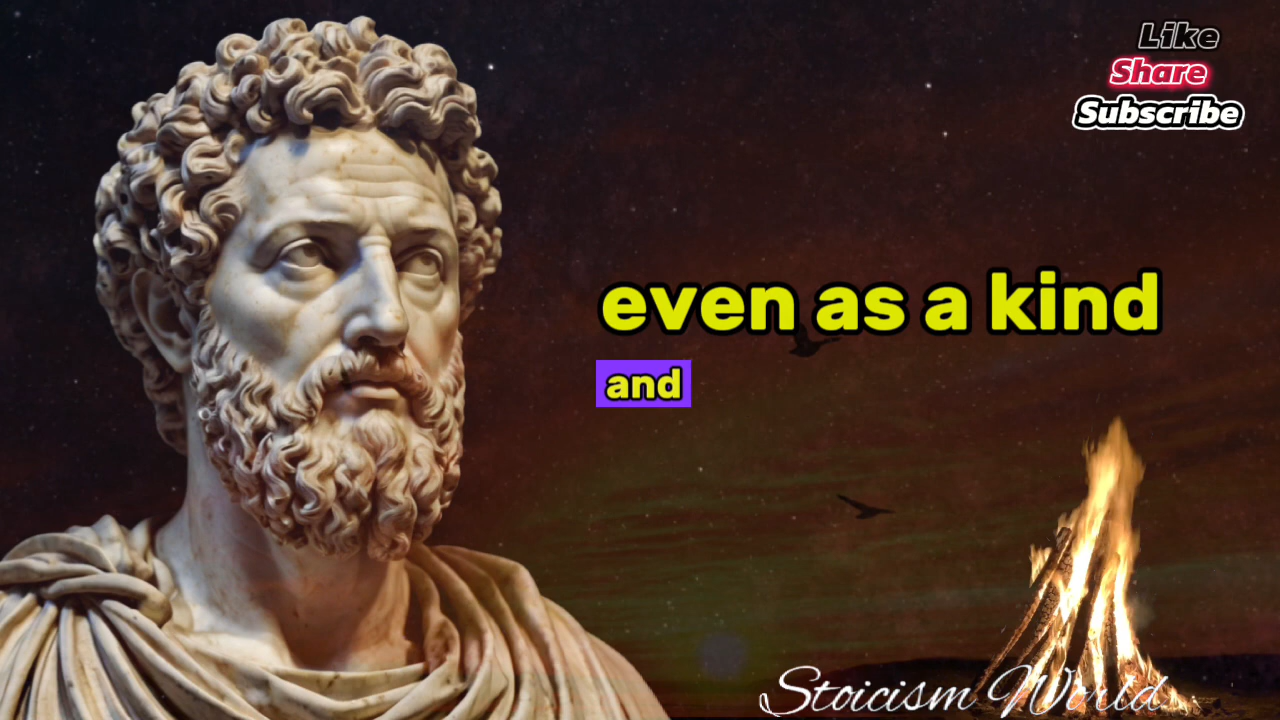 Like
Share
Subscribe
even as a kind
and
Stoicism World